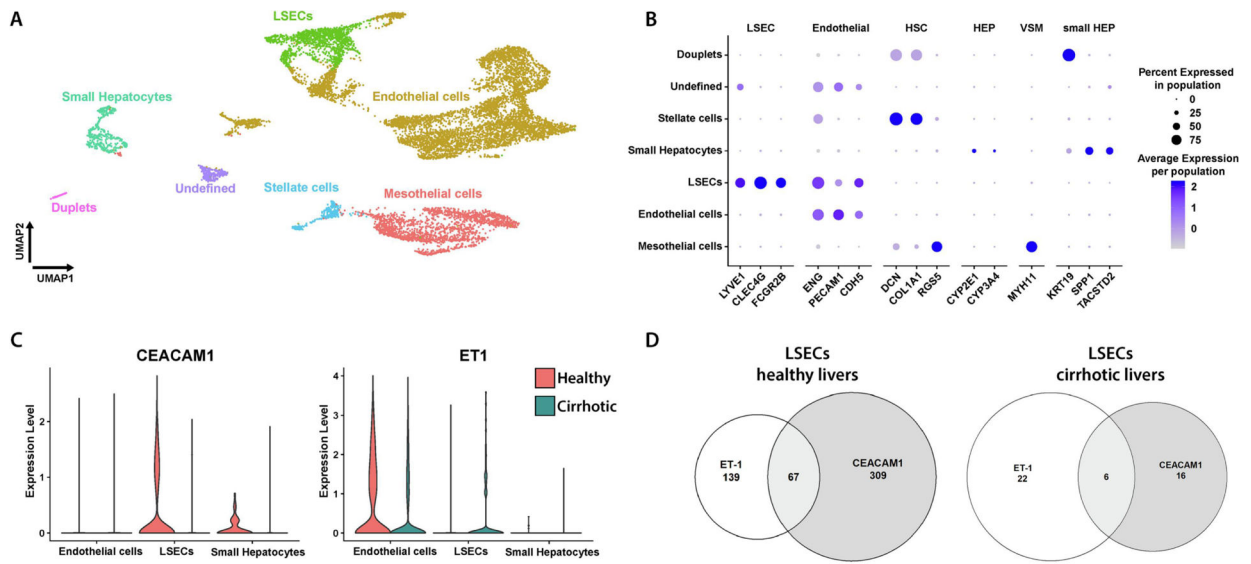 A
LSECs
Small Hepatocytes
Endothelial cells
Undefined
Stellate cells
Mesothelial cells
Duplets
UMAP2
UMAP1
B
LSEC Endothelial HSC HEP VSM small HEP
Douplets
Undefined
Stellate cells
Small Hepatocytes
LSECs
Endothelial cells
Mesothelial cells
LYVE1 CLEC4G FCGR2B ENG PECAM1 CDH5 DCN COL1A1 RGS5 CYP2E1 CYP3A4 MYH11 KRT19 SPP1 TACSTD2
Percent Expressed
in population
0
25
50
75
Average Expression
per population
2
1
0
C
CEACAM1
Expression Level
2
1
0
Endothelial cells LSECs Small Hepatocytes
ET1
Expression Level
4
3
2
1
0
Endothelial cells LSECs Small Hepatocytes
Healthy
Cirrhotic
D
LSECs
healthy livers
ET-1
139
67
CEACAM1
309
LSECs
cirrhotic livers
ET-1
22
6
CEACAM1
16